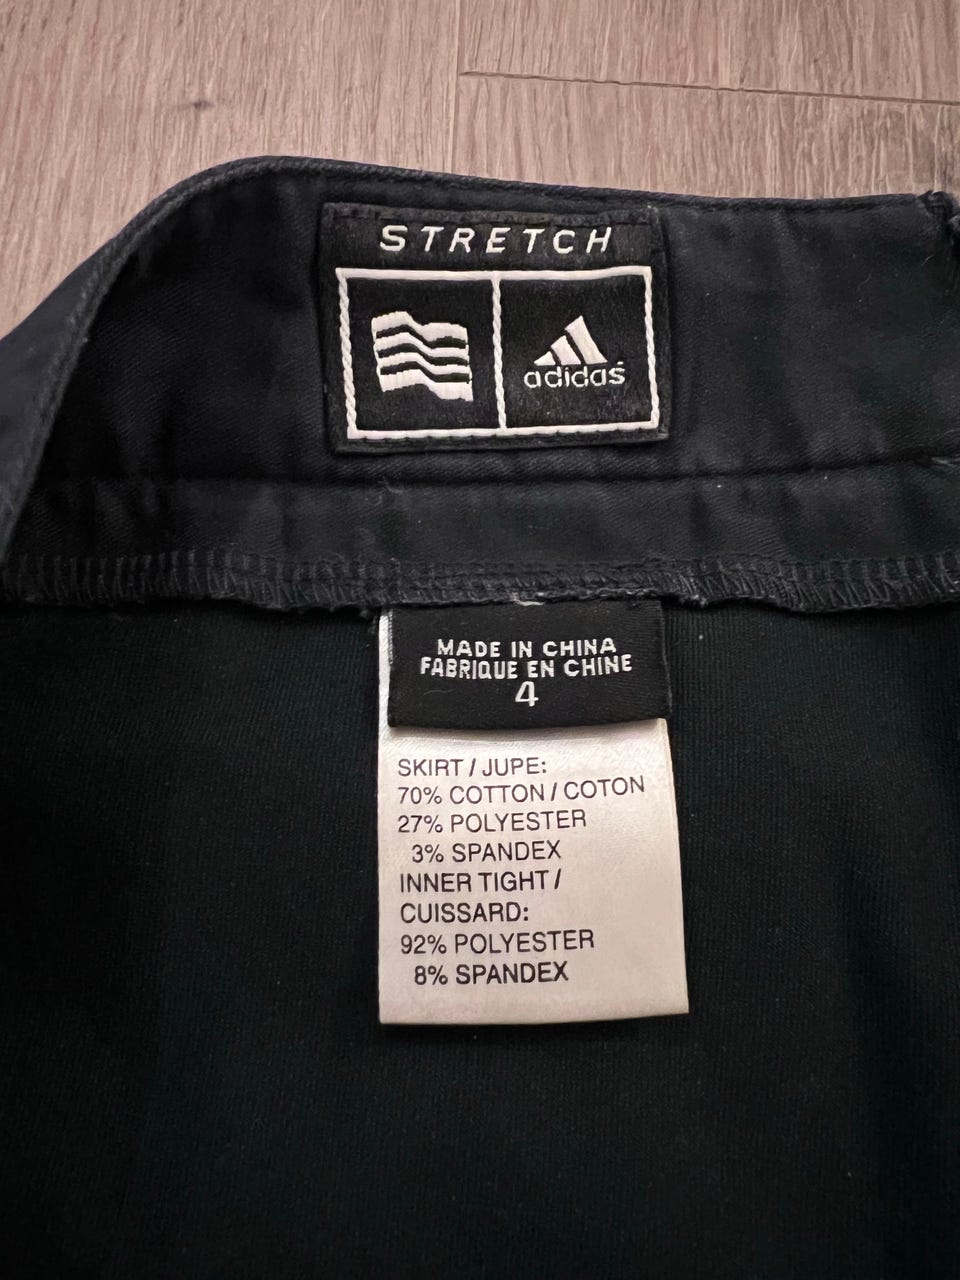 STRETCH
adidas
MADE IN CHINA
FABRIQUE EN CHINE
4
SKIRT / JUPE:
70% COTTON / COTON
27% POLYESTER
3% SPANDEX
INNER TIGHT /
CUISSARD:
92% POLYESTER
8% SPANDEX